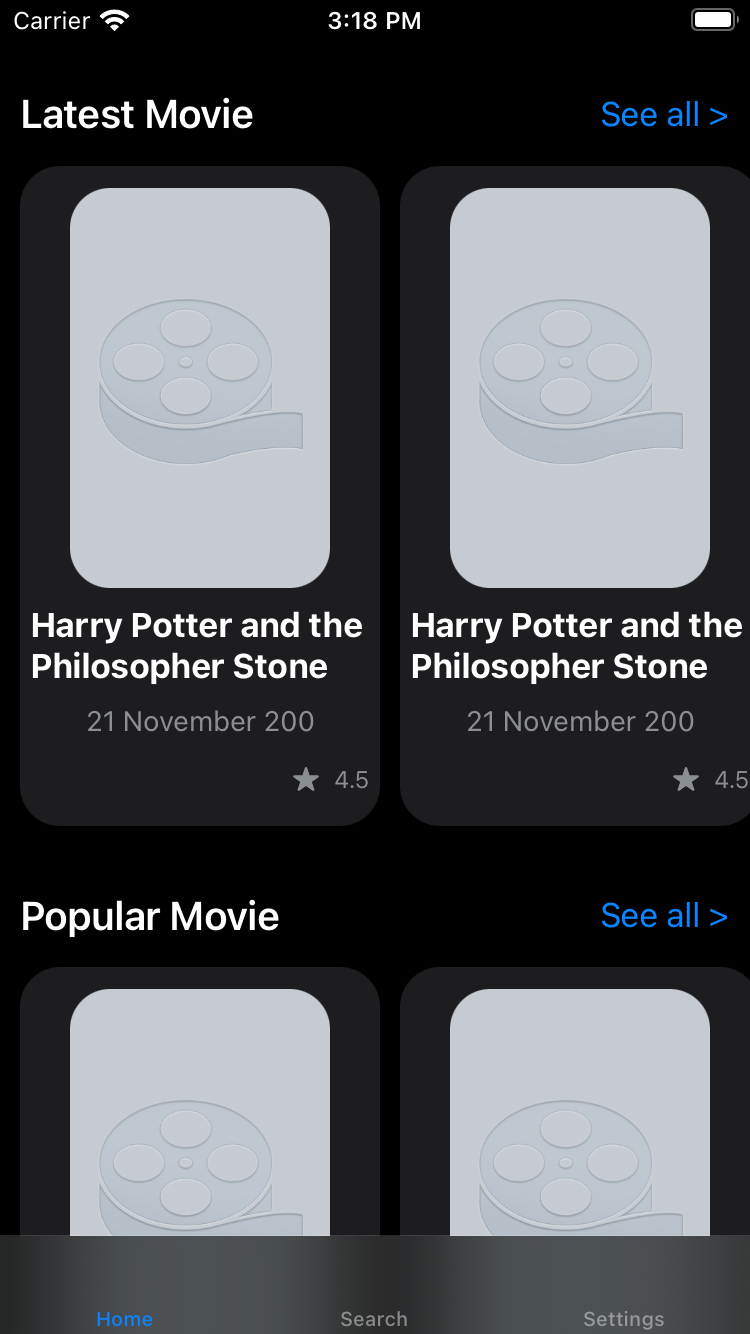 Carrier 3:18 PM
Latest Movie See all >
Harry Potter and the Harry Potter and the
Philosopher Stone Philosopher Stone
21 November 200 21 November 200
4.5 4.5
Popular Movie See all >
Home Search Settings